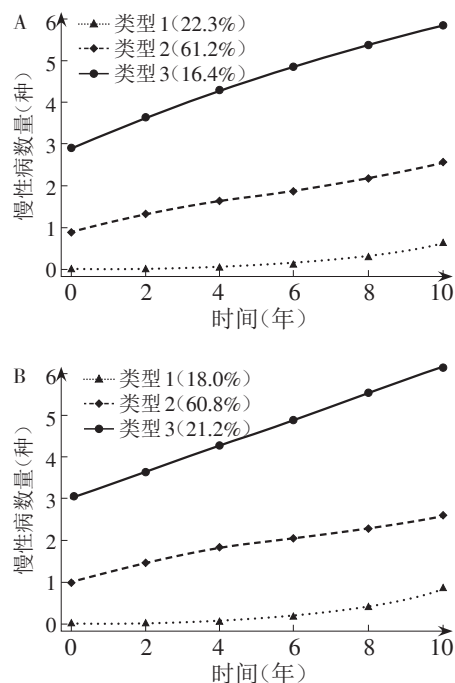 A
类型1(22.3%)
类型2(61.2%)
类型3(16.4%)
慢性病数量(种)
6
5
4
3
2
1
0
0 2 4 6 8 10
时间(年)
B
类型1(18.0%)
类型2(60.8%)
类型3(21.2%)
慢性病数量(种)
6
5
4
3
2
1
0
0 2 4 6 8 10
时间(年)